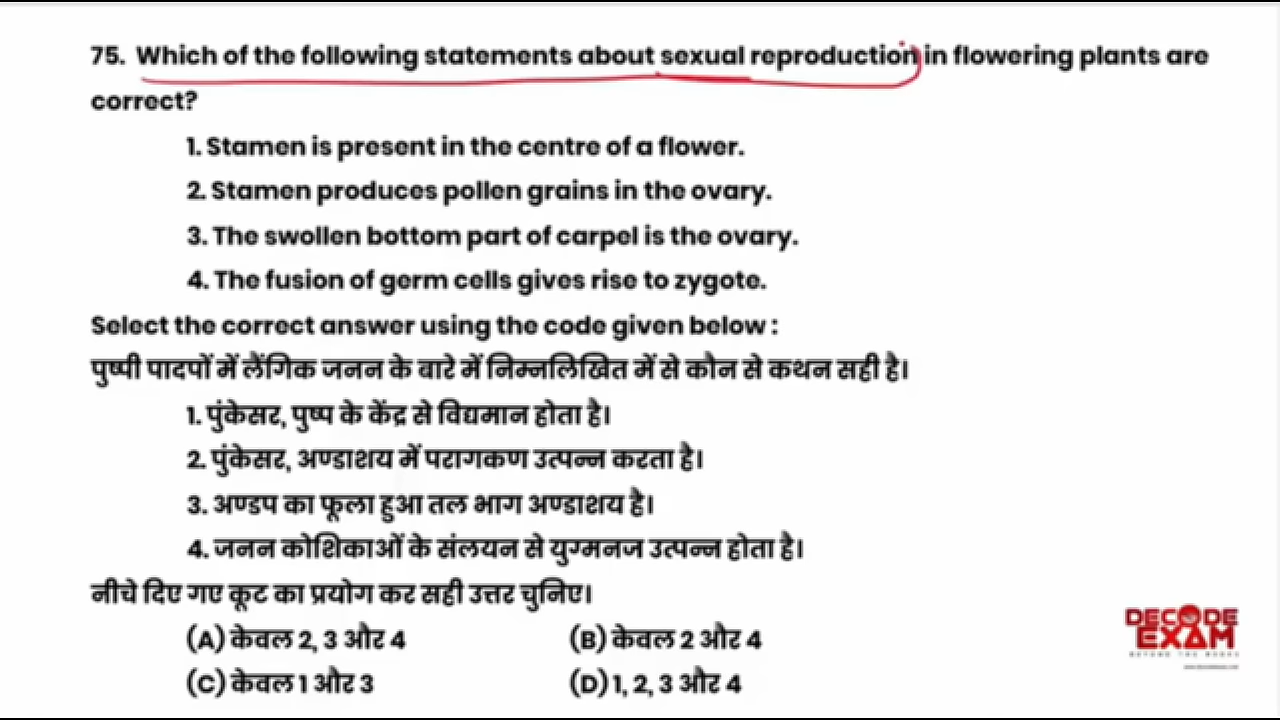 75. Which of the following statements about sexual reproduction in flowering plants are
correct?
1. Stamen is present in the centre of a flower.
2. Stamen produces pollen grains in the ovary.
3. The swollen bottom part of carpel is the ovary.
4. The fusion of germ cells gives rise to zygote.
Select the correct answer using the code given below :
पुष्पी पादपों में लैंगिक जनन के बारे में निम्नलिखित में से कौन से कथन सही है।
1. पुंकेसर, पुष्प के केंद्र से विद्यमान होता है।
2. पुंकेसर, अण्डाशय में परागकण उत्पन्न करता है।
3. अण्डप का फूला हुआ तल भाग अण्डाशय है।
4. जनन कोशिकाओं के संलयन से युग्मनज उत्पन्न होता है।
नीचे दिए गए कूट का प्रयोग कर सही उत्तर चुनिए।
(A) केवल 2, 3 और 4 (B) केवल 2 और 4
(C) केवल 1 और 3 (D) 1, 2, 3 और 4
DECODE
EXAM